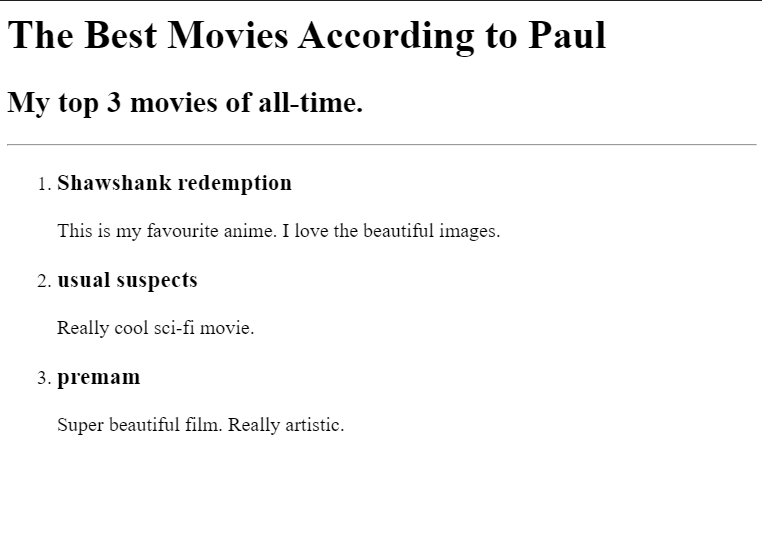 The Best Movies According to Paul
My top 3 movies of all-time.
1. Shawshank redemption
This is my favourite anime. I love the beautiful images.
2. usual suspects
Really cool sci-fi movie.
3. premam
Super beautiful film. Really artistic.